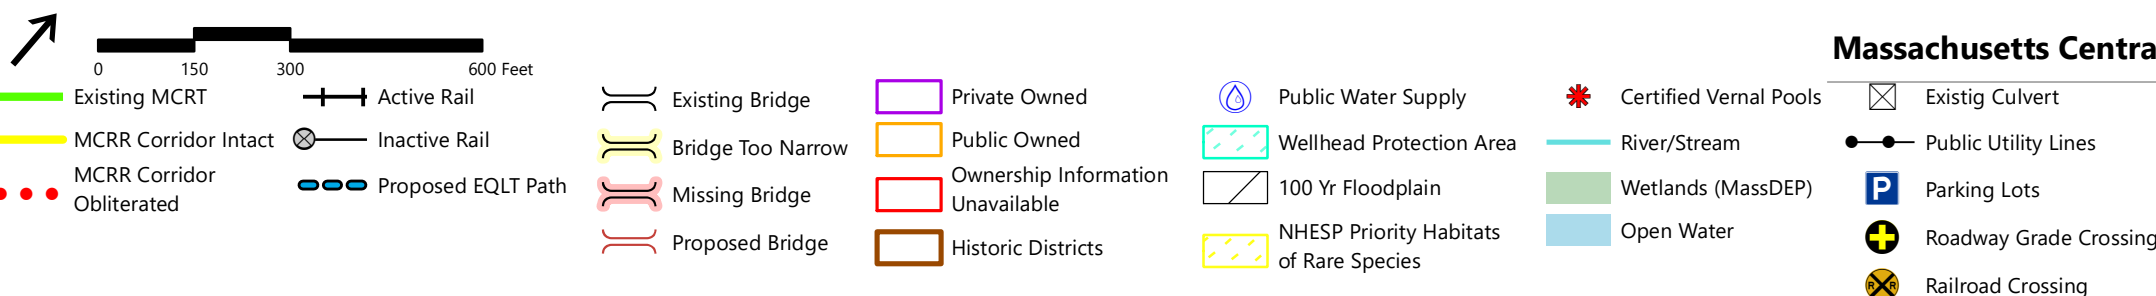 0 150 300 600 Feet
Massachusetts Centra
Existing MCRT
MCRR Corridor Intact
MCRR Corridor
Obliterated
Active Rail
Inactive Rail
Proposed EQLT Path
Existing Bridge
Bridge Too Narrow
Missing Bridge
Proposed Bridge
Private Owned
Public Owned
Ownership Information
Unavailable
Historic Districts
Public Water Supply
Wellhead Protection Area
100 Yr Floodplain
NHESP Priority Habitats
of Rare Species
Certified Vernal Pools
River/Stream
Wetlands (MassDEP)
Open Water
Existig Culvert
Public Utility Lines
P Parking Lots
Roadway Grade Crossing
R R Railroad Crossing